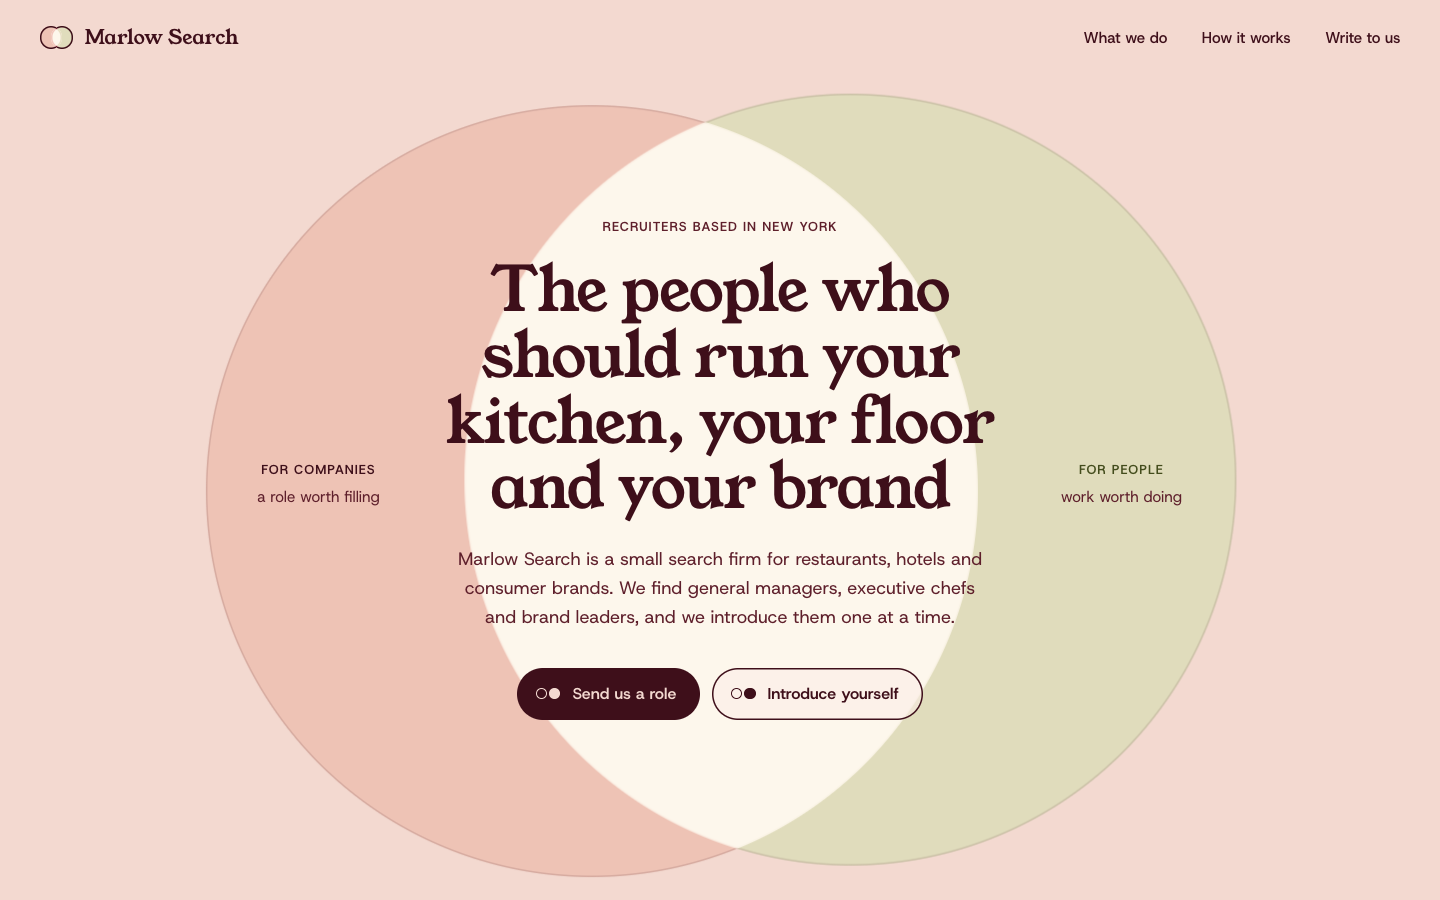 Marlow Search
What we do
How it works
Write to us
RECRUITERS BASED IN NEW YORK
The people who
should run your
kitchen, your floor
and your brand
FOR COMPANIES
a role worth filling
FOR PEOPLE
work worth doing
Marlow Search is a small search firm for restaurants, hotels and
consumer brands. We find general managers, executive chefs
and brand leaders, and we introduce them one at a time.
Send us a role
Introduce yourself